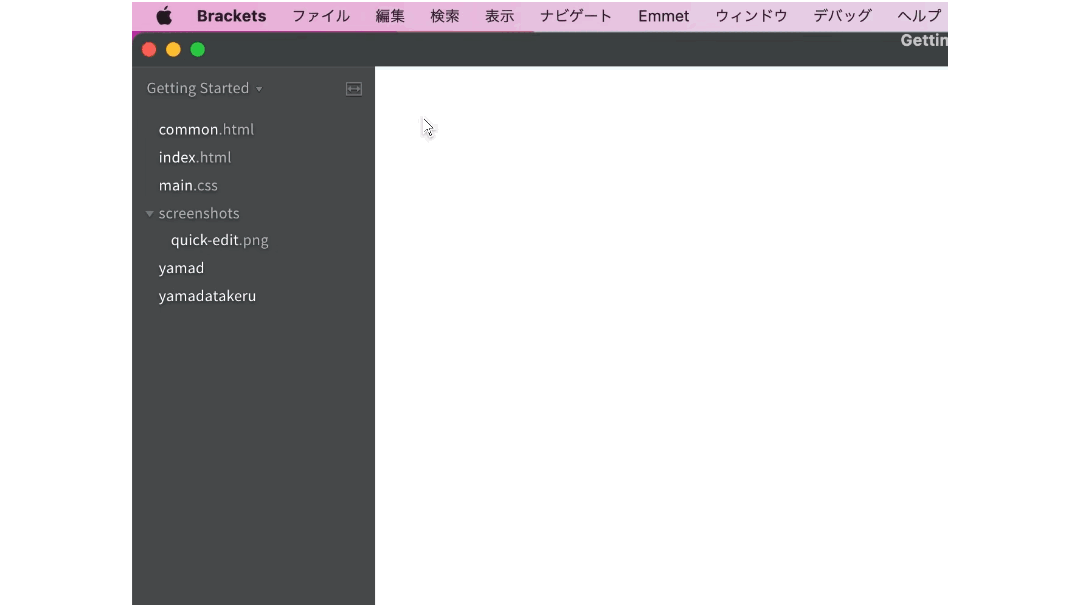 Brackets ファイル 編集 検索 表示 ナビゲート Emmet ウィンドウ デバッグ ヘルプ
Gettin
Getting Started
common.html
index.html
main.css
screenshots
quick-edit.png
yamad
yamadatakeru